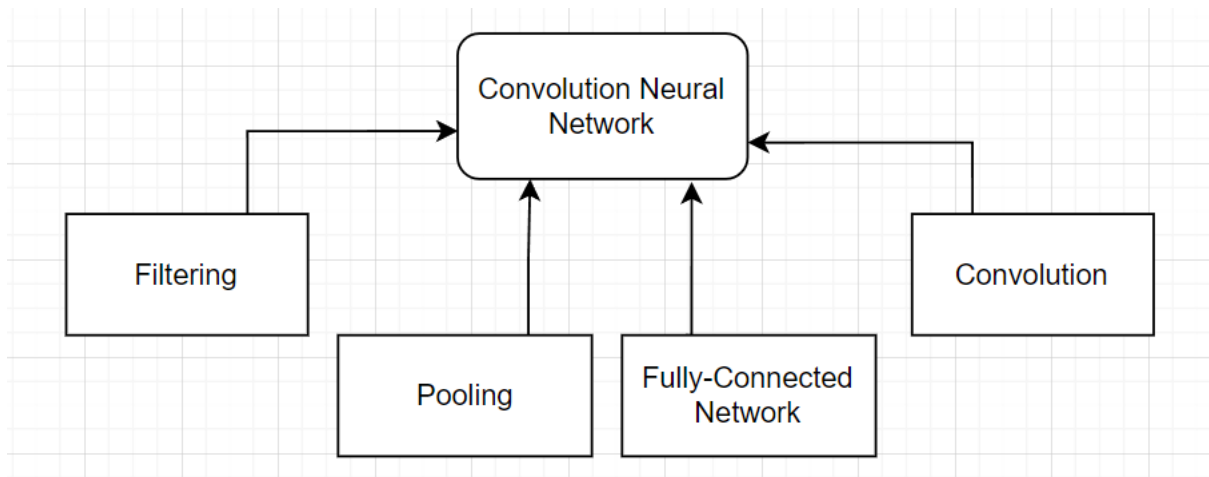 Convolution Neural
Network
Filtering
Convolution
Pooling
Fully-Connected
Network